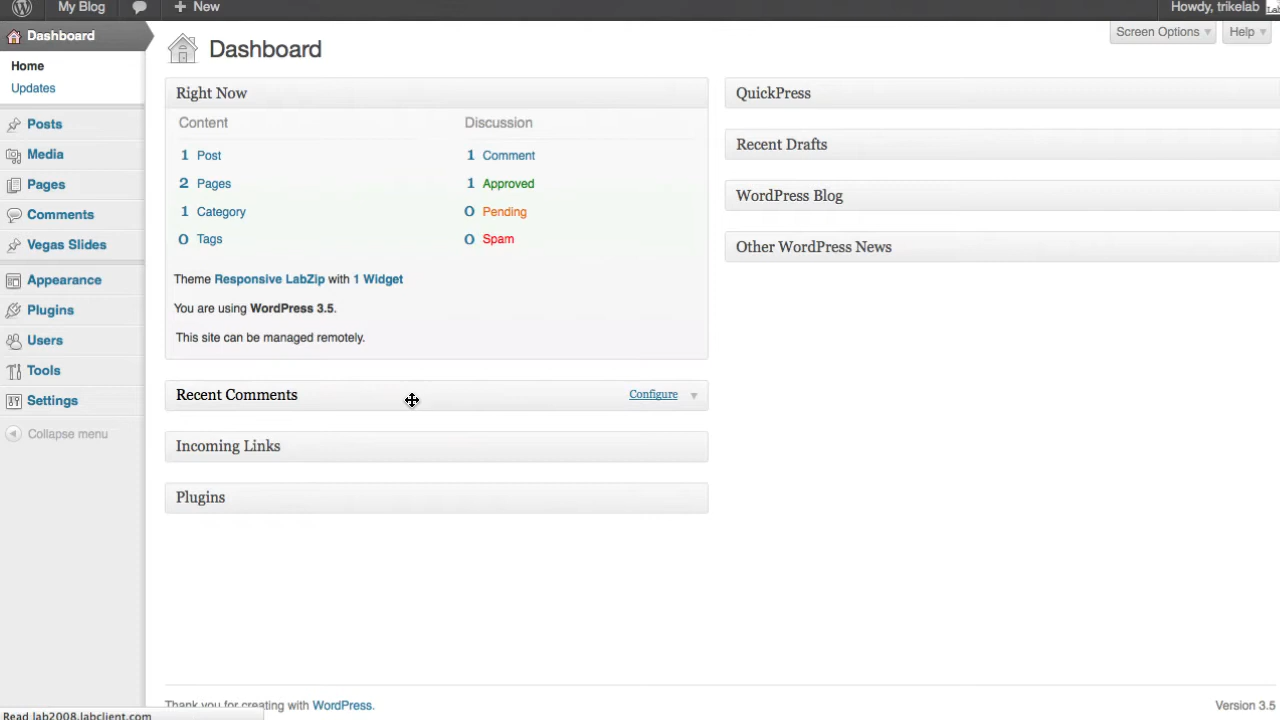 My Blog
New
Howdy, trikelab
Dashboard
Home
Updates
Posts
Media
Pages
Comments
Vegas Slides
Appearance
Plugins
Users
Tools
Settings
Collapse menu
Dashboard
Screen Options
Help
Right Now
Content
Discussion
1 Post
1 Comment
2 Pages
1 Approved
1 Category
0 Pending
0 Tags
0 Spam
Theme Responsive LabZip with 1 Widget
You are using WordPress 3.5.
This site can be managed remotely.
Recent Comments
Configure
Incoming Links
Plugins
QuickPress
Recent Drafts
WordPress Blog
Other WordPress News
Thank you for creating with WordPress.
Version 3.5
Read lab2008.labclient.com